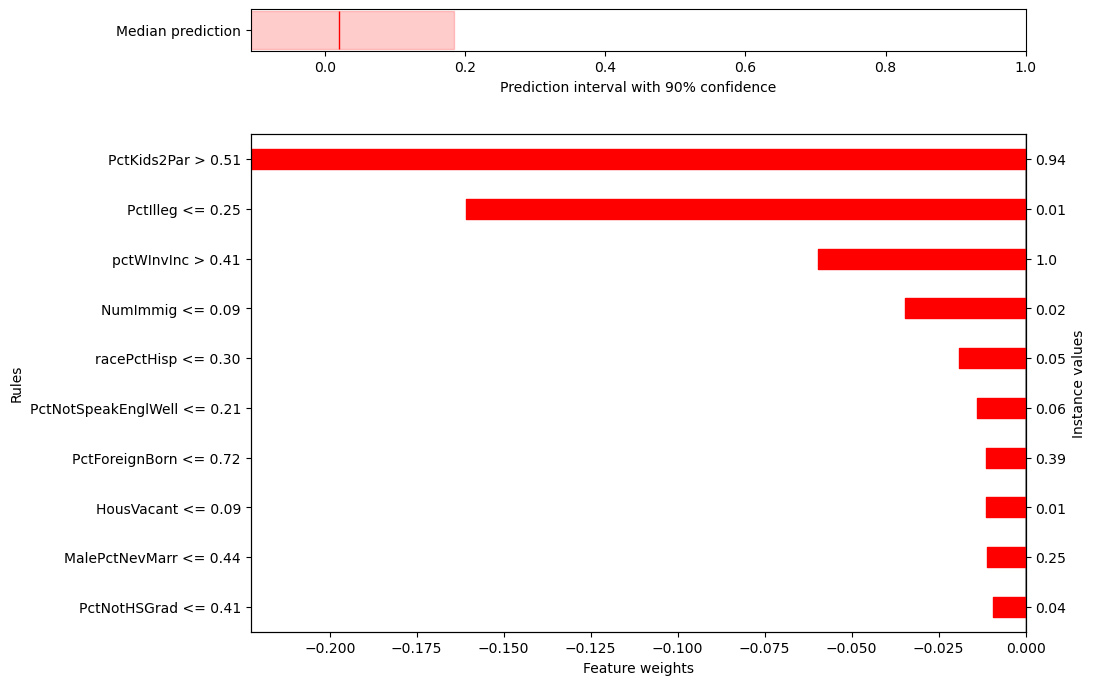 Median prediction
0.0 0.2 0.4 0.6 0.8 1.0
Prediction interval with 90% confidence
PctKids2Par > 0.51 0.94
PctIlleg <= 0.25 0.01
pctWInvInc > 0.41 1.0
NumImmig <= 0.09 0.02
racePctHisp <= 0.30 0.05
PctNotSpeakEnglWell <= 0.21 0.06
PctForeignBorn <= 0.72 0.39
HousVacant <= 0.09 0.01
MalePctNevMarr <= 0.44 0.25
PctNotHSGrad <= 0.41 0.04
Rules
Instance values
−0.200 −0.175 −0.150 −0.125 −0.100 −0.075 −0.050 −0.025 0.000
Feature weights